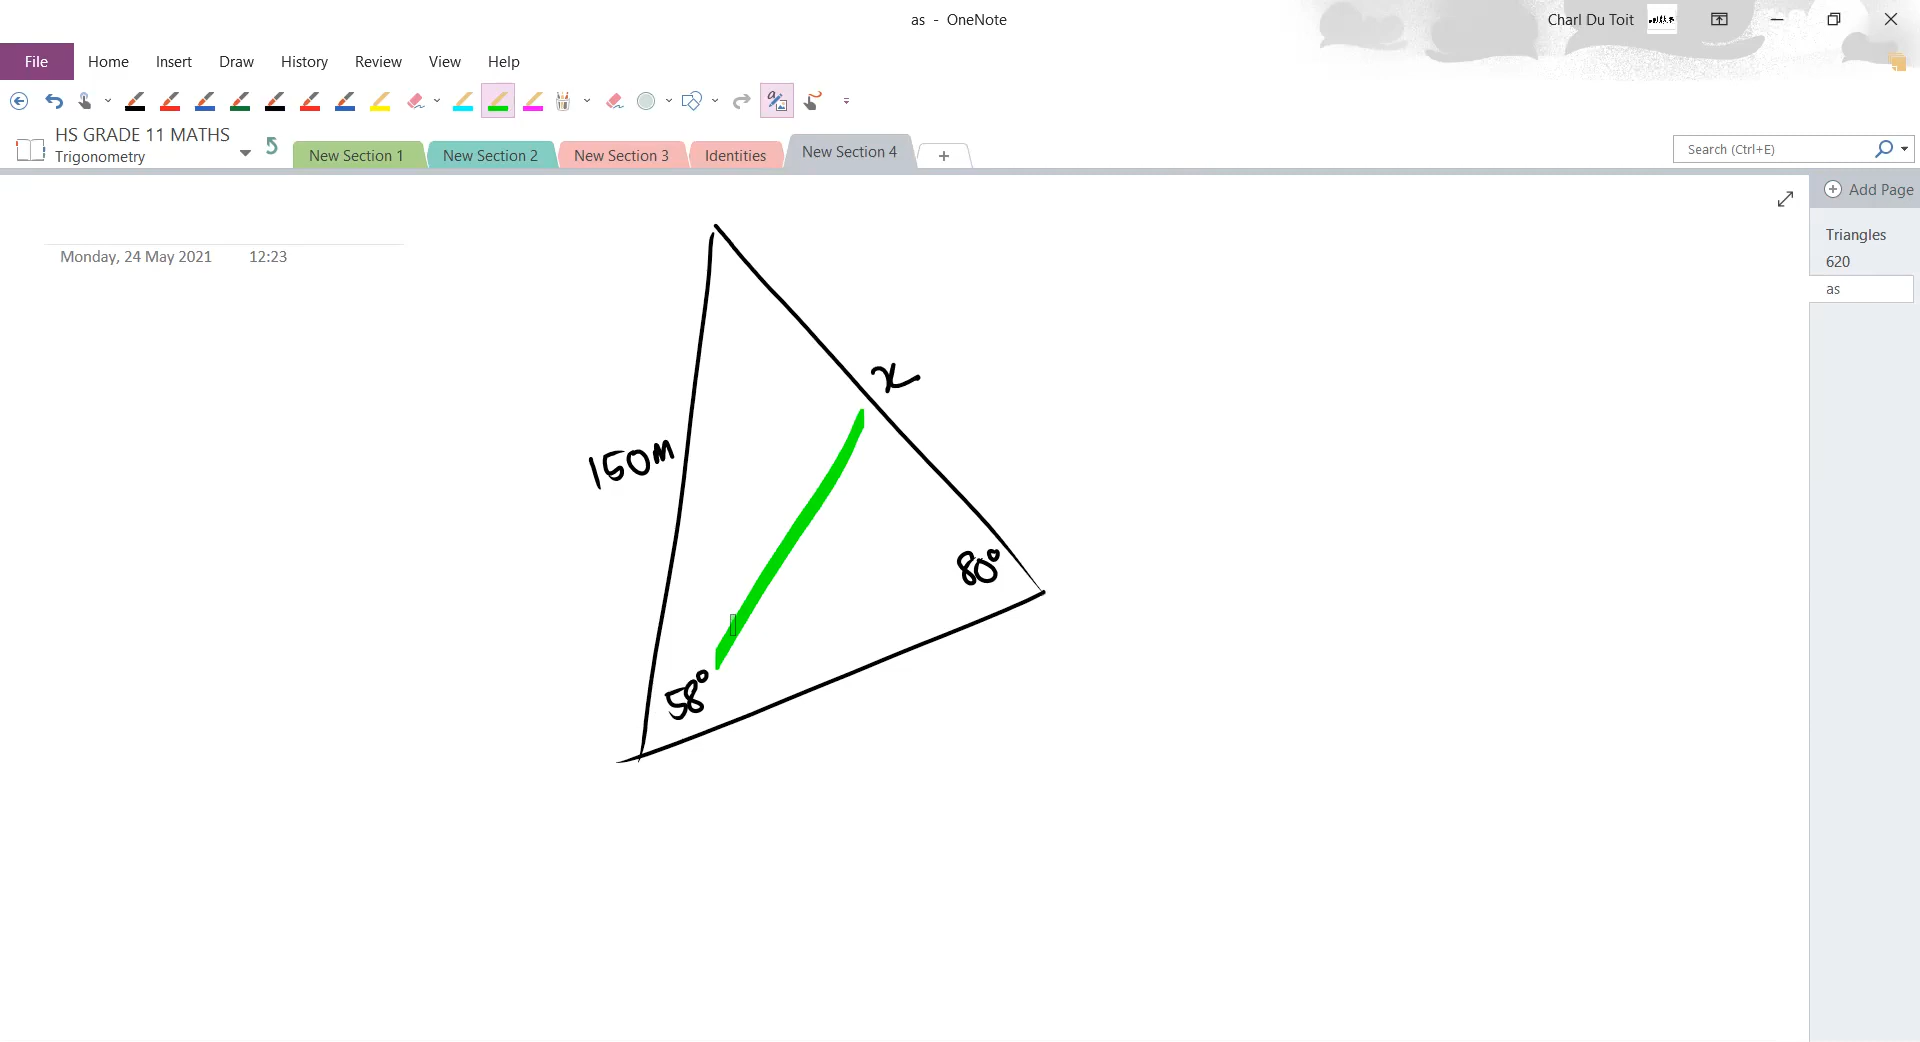 as - OneNote
Charl Du Toit
File Home Insert Draw History Review View Help
HS GRADE 11 MATHS
Trigonometry
New Section 1
New Section 2
New Section 3
Identities
New Section 4
+
Search (Ctrl+E)
Add Page
Triangles
620
as
Monday, 24 May 2021 12:23
x
150m
80°
58°